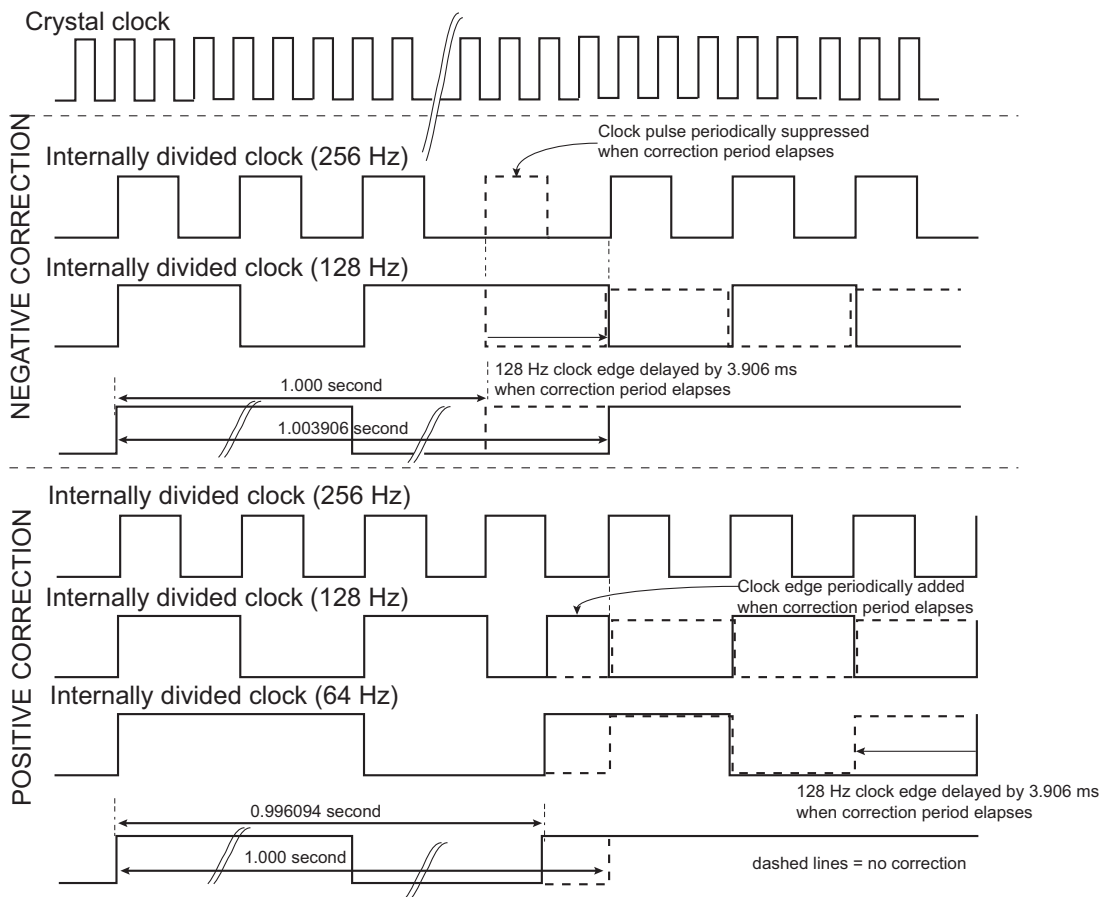 Crystal clock
NEGATIVE CORRECTION
Clock pulse periodically suppressed
when correction period elapses
Internally divided clock (256 Hz)
Internally divided clock (128 Hz)
128 Hz clock edge delayed by 3.906 ms
when correction period elapses
1.000 second
1.003906 second
POSITIVE CORRECTION
Internally divided clock (256 Hz)
Clock edge periodically added
when correction period elapses
Internally divided clock (128 Hz)
Internally divided clock (64 Hz)
128 Hz clock edge delayed by 3.906 ms
when correction period elapses
0.996094 second
1.000 second
dashed lines = no correction